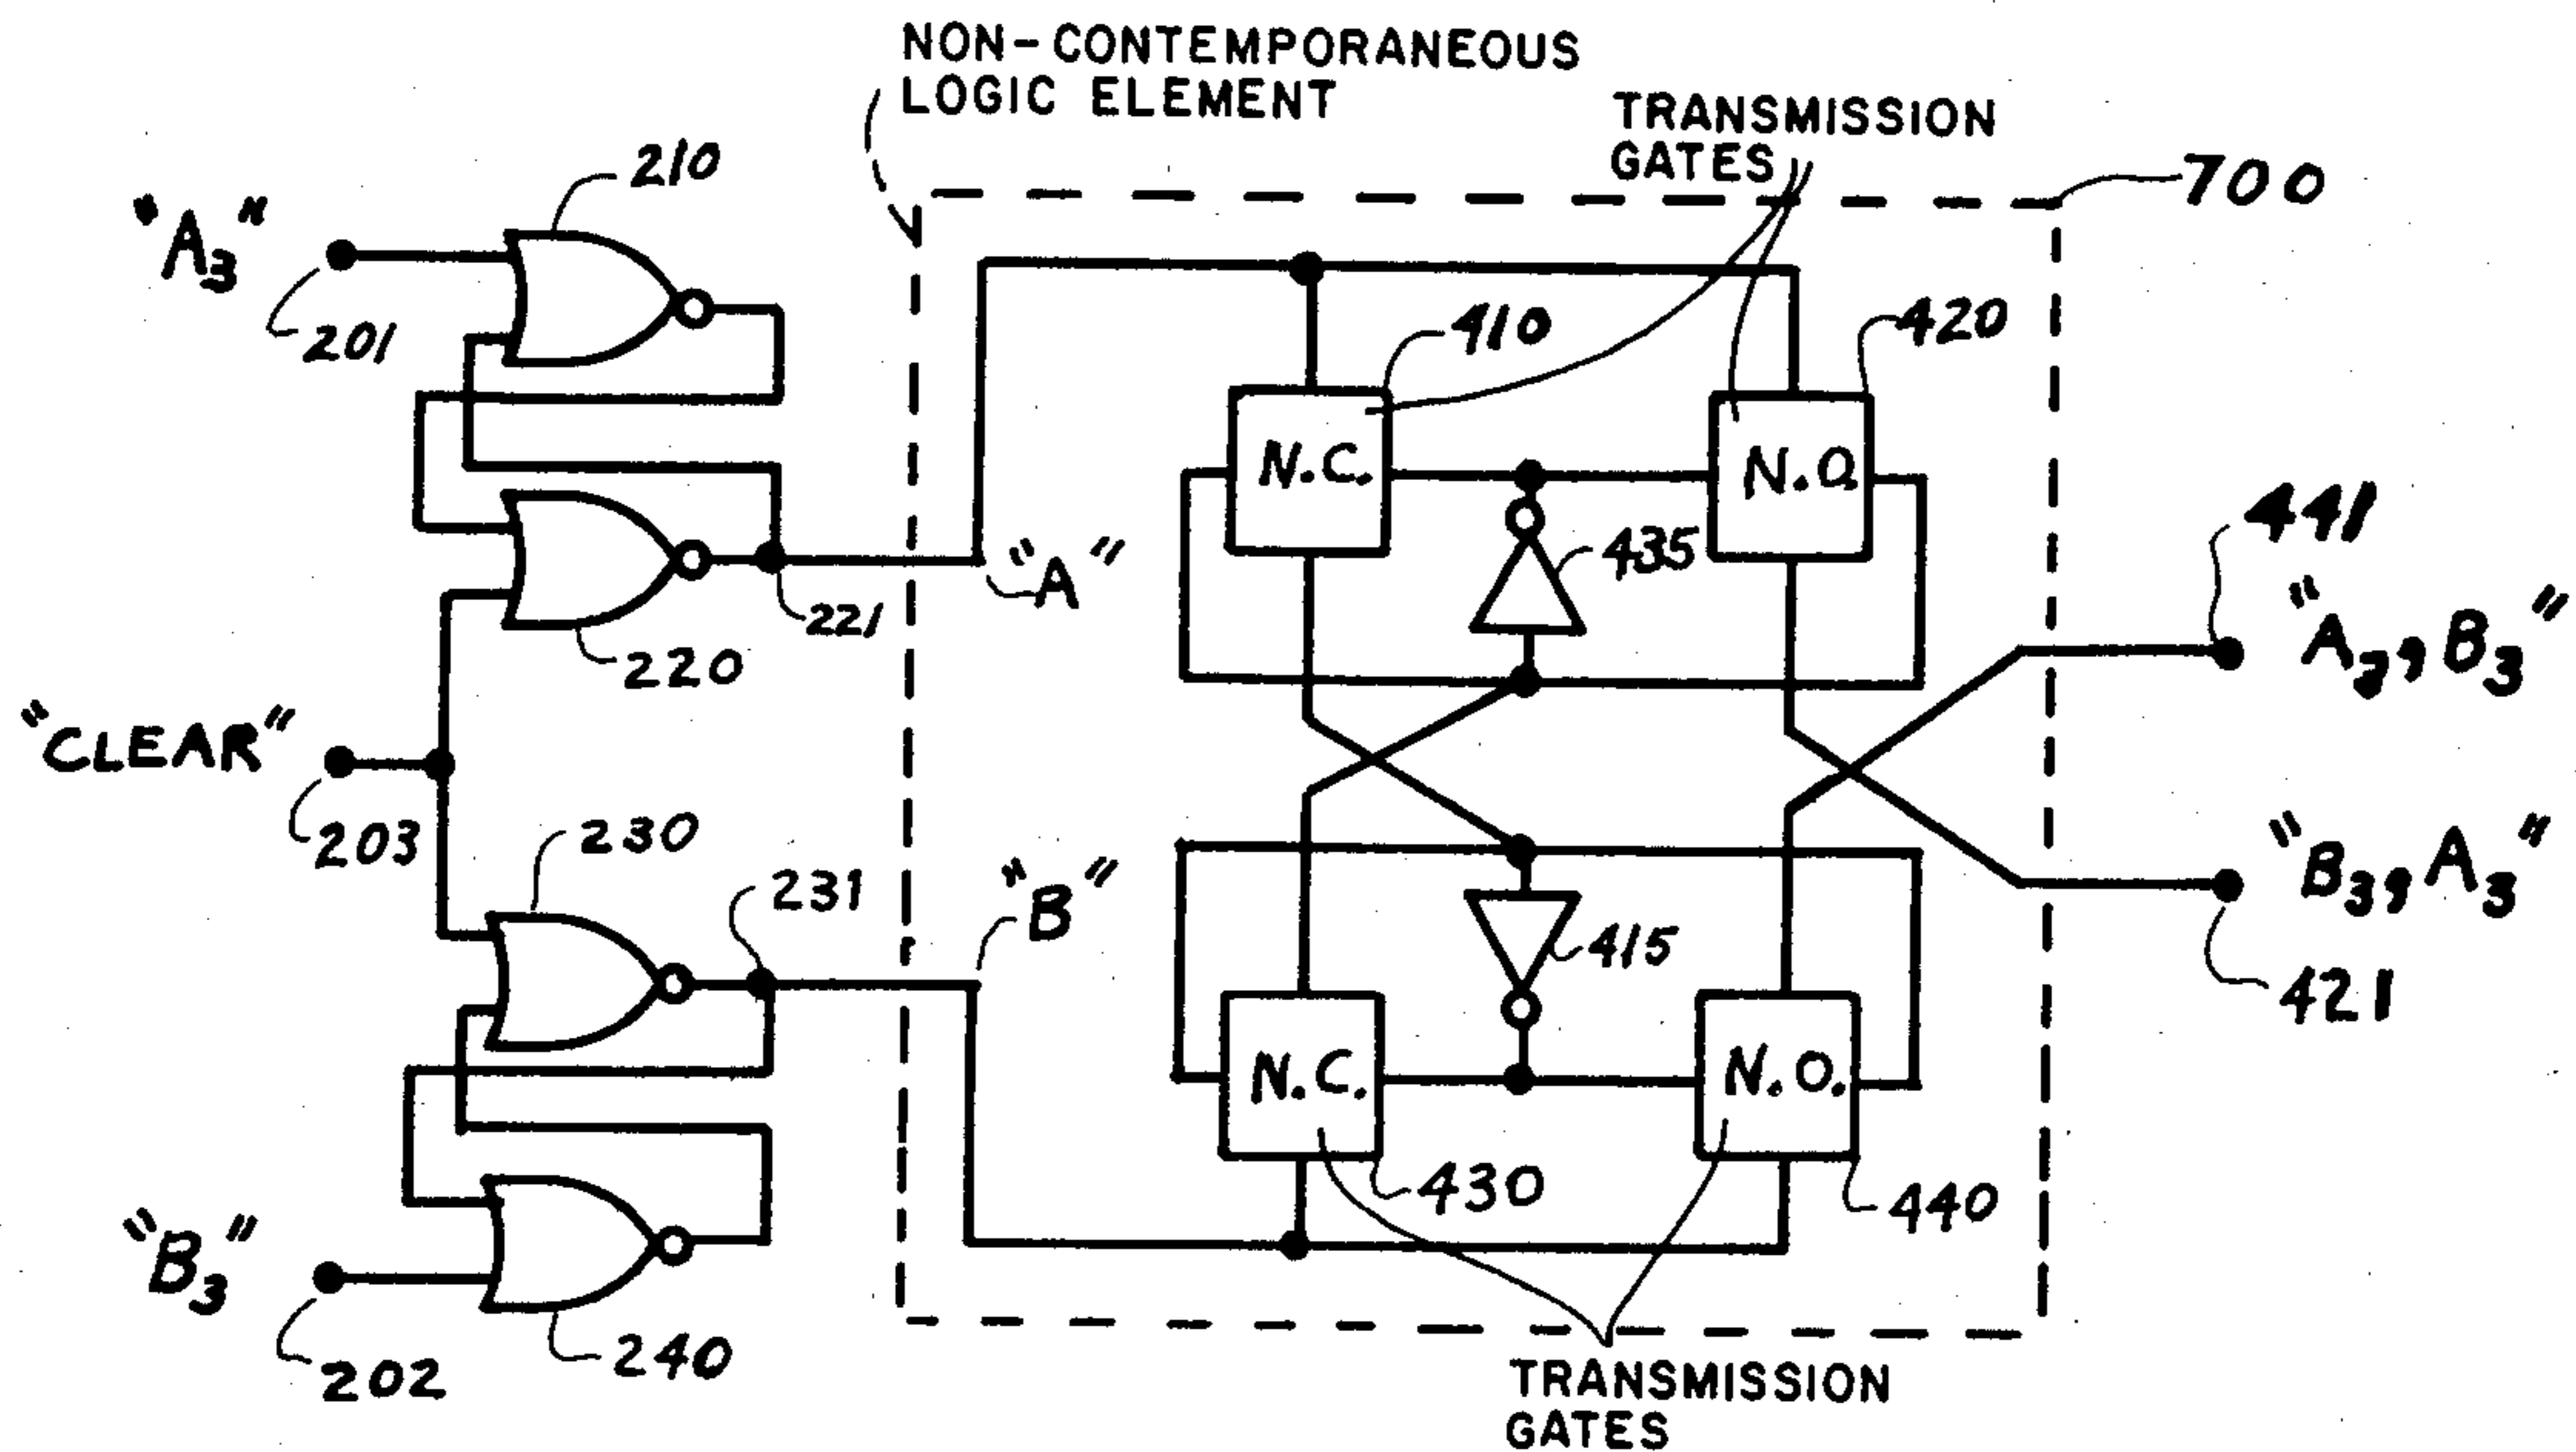 NON-CONTEMPORANEOUS
LOGIC ELEMENT
TRANSMISSION
GATES
700
210
"A3"
201
410
420
N.C.
N.O.
435
441
"A"
221
220
"A3, B3"
"CLEAR"
203
230
231
"B"
415
"B3, A3"
421
N.C.
N.O.
430
440
"B3"
202
240
TRANSMISSION
GATES